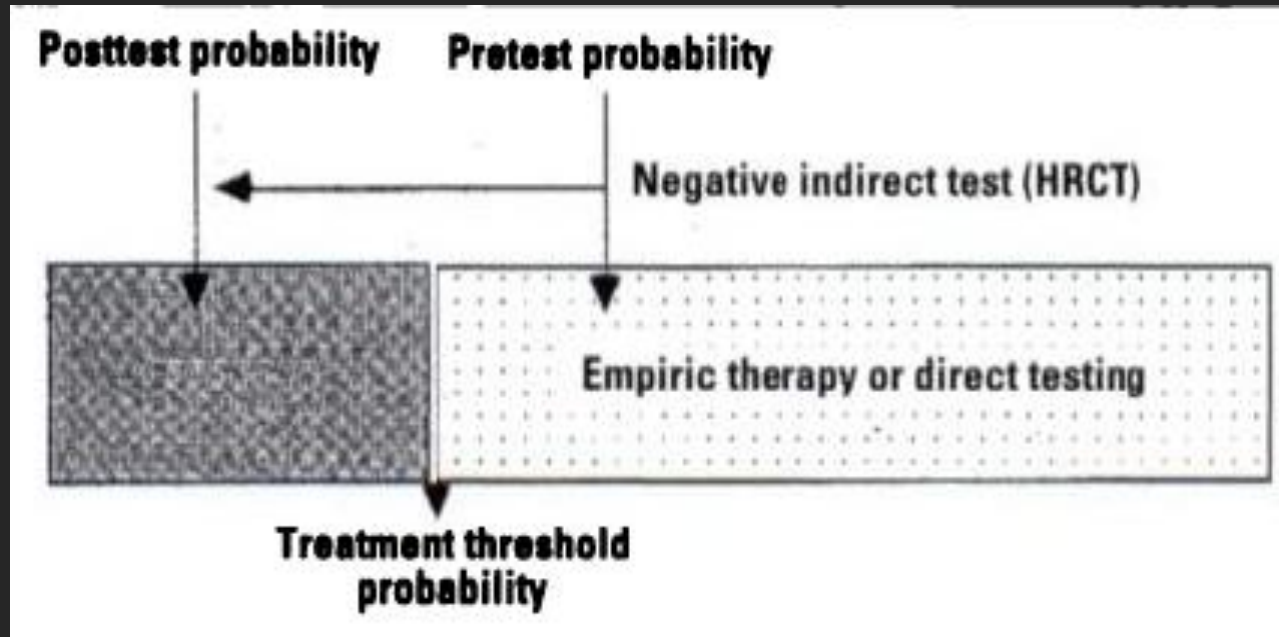 Posttest probability
Pretest probability
Negative indirect test (HRCT)
Empiric therapy or direct testing
Treatment threshold
probability